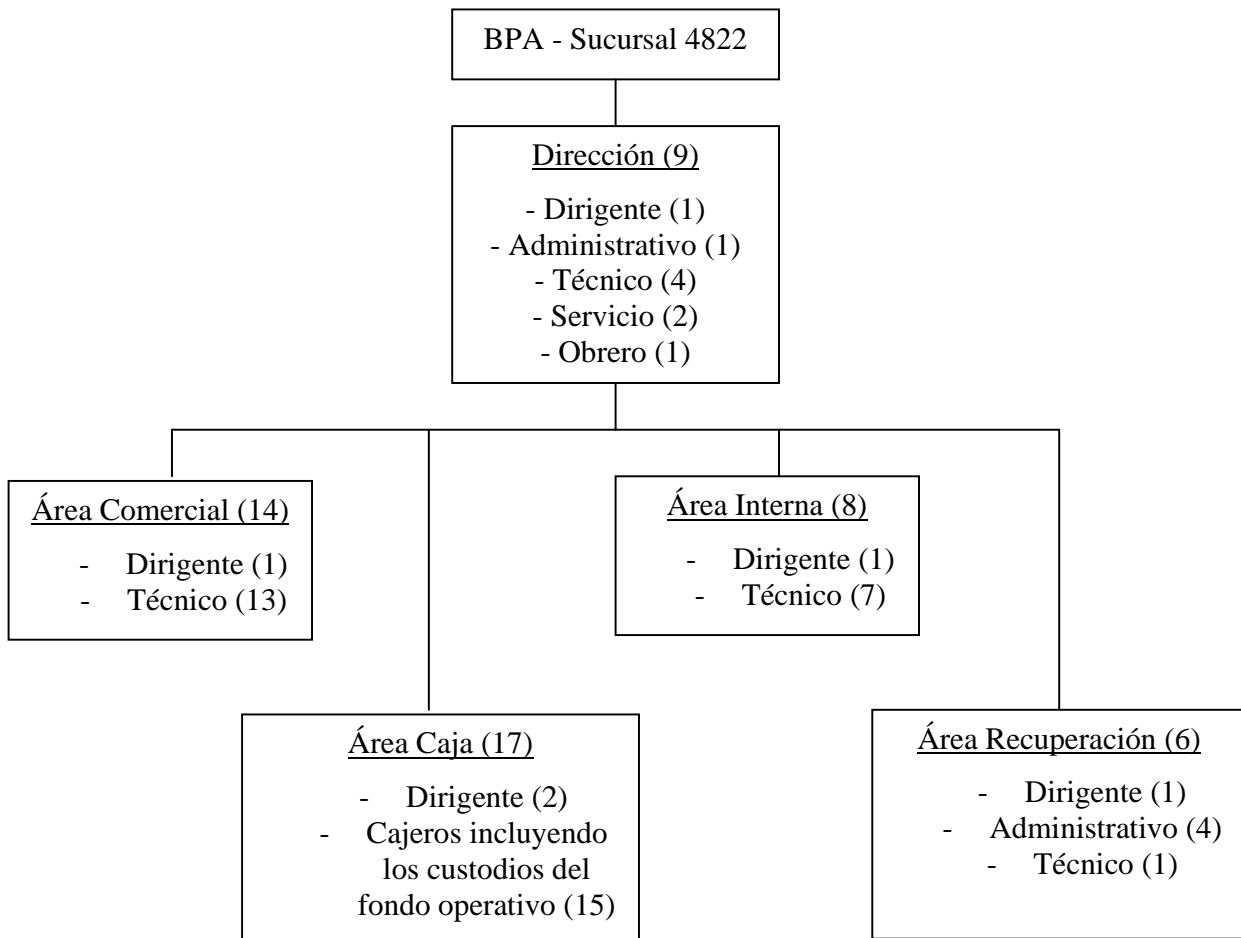 BPA - Sucursal 4822
Dirección (9)
- Dirigente (1)
- Administrativo (1)
- Técnico (4)
- Servicio (2)
- Obrero (1)
Área Comercial (14)
- Dirigente (1)
- Técnico (13)
Área Interna (8)
- Dirigente (1)
- Técnico (7)
Área Caja (17)
- Dirigente (2)
- Cajeros incluyendo
los custodios del
fondo operativo (15)
Área Recuperación (6)
- Dirigente (1)
- Administrativo (4)
- Técnico (1)